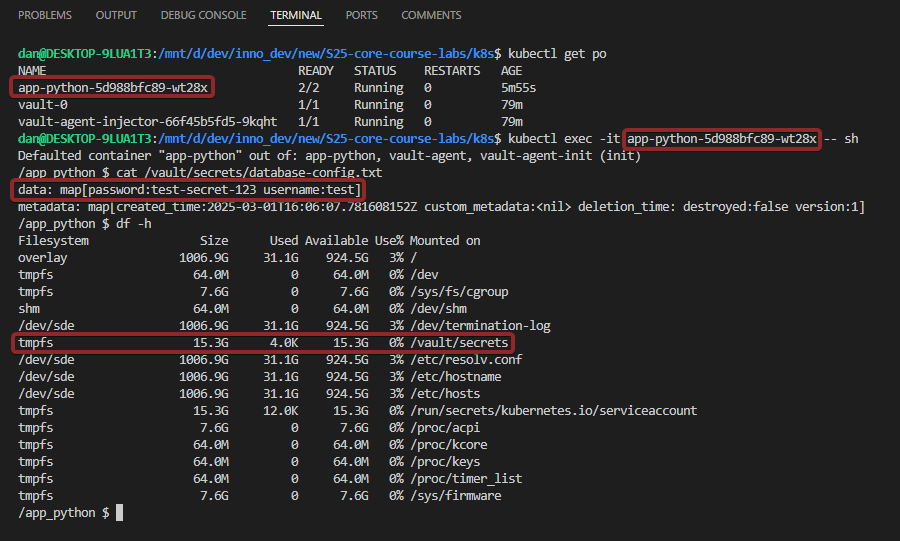 PROBLEMS OUTPUT DEBUG CONSOLE TERMINAL PORTS COMMENTS
dan@DESKTOP-9LUA1T3:/mnt/d/dev/inno_dev/new/S25-core-course-labs/k8s$ kubectl get po
NAME READY STATUS RESTARTS AGE
app-python-5d988bfc89-wt28x 2/2 Running 0 5m55s
vault-0 1/1 Running 0 79m
vault-agent-injector-66f45b5fd5-9kqht 1/1 Running 0 79m
dan@DESKTOP-9LUA1T3:/mnt/d/dev/inno_dev/new/S25-core-course-labs/k8s$ kubectl exec -it app-python-5d988bfc89-wt28x -- sh
Defaulted container "app-python" out of: app-python, vault-agent, vault-agent-init (init)
/app_python $ cat /vault/secrets/database-config.txt
data: map[password:test-secret-123 username:test]
metadata: map[created_time:2025-03-01T16:06:07.781608152Z custom_metadata:<nil> deletion_time: destroyed:false version:1]
/app_python $ df -h
Filesystem Size Used Available Use% Mounted on
overlay 1006.9G 31.1G 924.5G 3% /
tmpfs 64.0M 0 64.0M 0% /dev
tmpfs 7.6G 0 7.6G 0% /sys/fs/cgroup
shm 64.0M 0 64.0M 0% /dev/shm
/dev/sde 1006.9G 31.1G 924.5G 3% /dev/termination-log
tmpfs 15.3G 4.0K 15.3G 0% /vault/secrets
/dev/sde 1006.9G 31.1G 924.5G 3% /etc/resolv.conf
/dev/sde 1006.9G 31.1G 924.5G 3% /etc/hostname
/dev/sde 1006.9G 31.1G 924.5G 3% /etc/hosts
tmpfs 15.3G 12.0K 15.3G 0% /run/secrets/kubernetes.io/serviceaccount
tmpfs 7.6G 0 7.6G 0% /proc/acpi
tmpfs 64.0M 0 64.0M 0% /proc/kcore
tmpfs 64.0M 0 64.0M 0% /proc/keys
tmpfs 64.0M 0 64.0M 0% /proc/timer_list
tmpfs 7.6G 0 7.6G 0% /sys/firmware
/app_python $